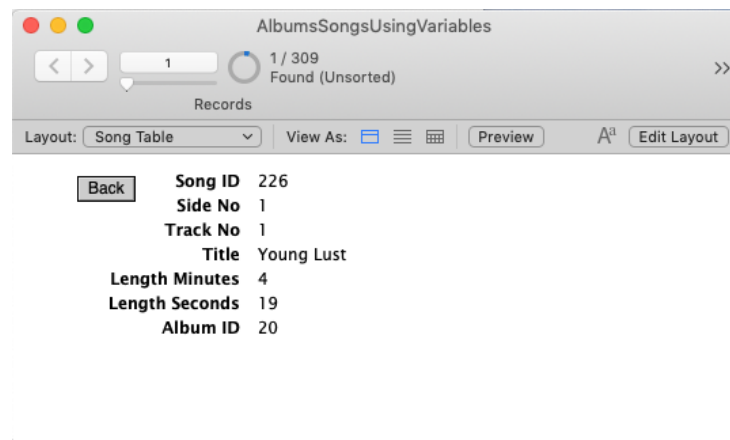 AlbumsSongsUsingVariables
1
1 / 309
Found (Unsorted)
Records
Layout: Song Table View As: Preview Aa Edit Layout
Back
Song ID 226
Side No 1
Track No 1
Title Young Lust
Length Minutes 4
Length Seconds 19
Album ID 20